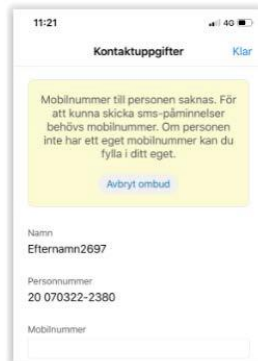 11:21
4G
Kontaktuppgifter
Klar
Mobilnummer till personen saknas. För
att kunna skicka sms-påminnelser
behövs mobilnummer. Om personen
inte har ett eget mobilnummer kan du
fylla i ditt eget.
Avbryt ombud
Namn
Efternamn2697
Personnummer
20 070322-2380
Mobilnummer